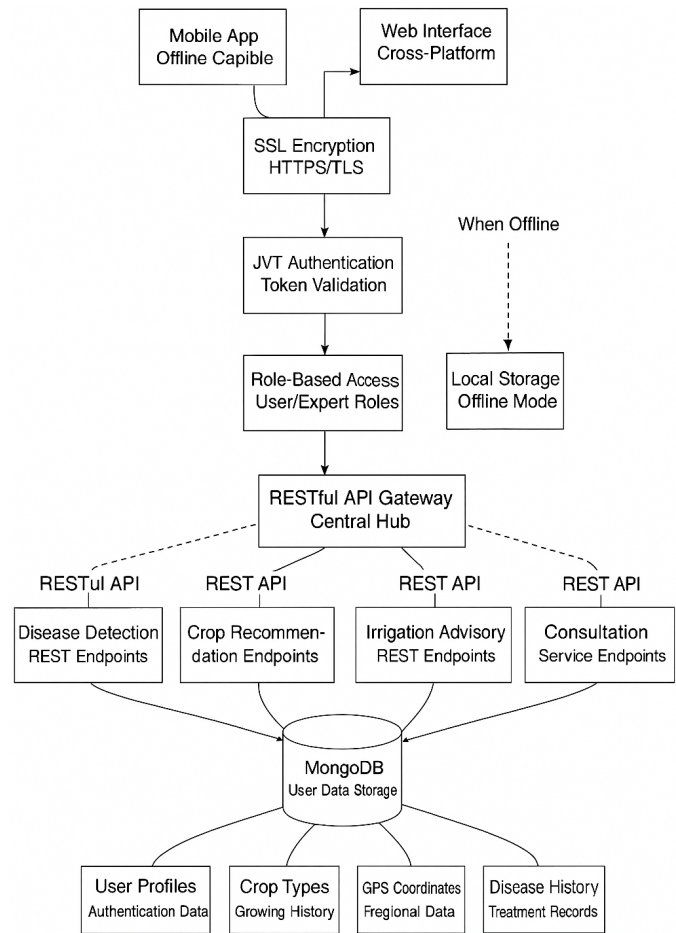 Mobile App
Offline Capible
Web Interface
Cross-Platform
SSL Encryption
HTTPS/TLS
When Offline
JVT Authentication
Token Validation
Role-Based Access
User/Expert Roles
Local Storage
Offline Mode
RESTful API Gateway
Central Hub
RESTul API
REST API
REST API
REST API
Disease Detection
REST Endpoints
Crop Recommen-
dation Endpoints
Irrigation Advisory
REST Endpoints
Consultation
Service Endpoints
MongoDB
User Data Storage
User Profiles
Authentication Data
Crop Types
Growing History
GPS Coordinates
Fregional Data
Disease History
Treatment Records